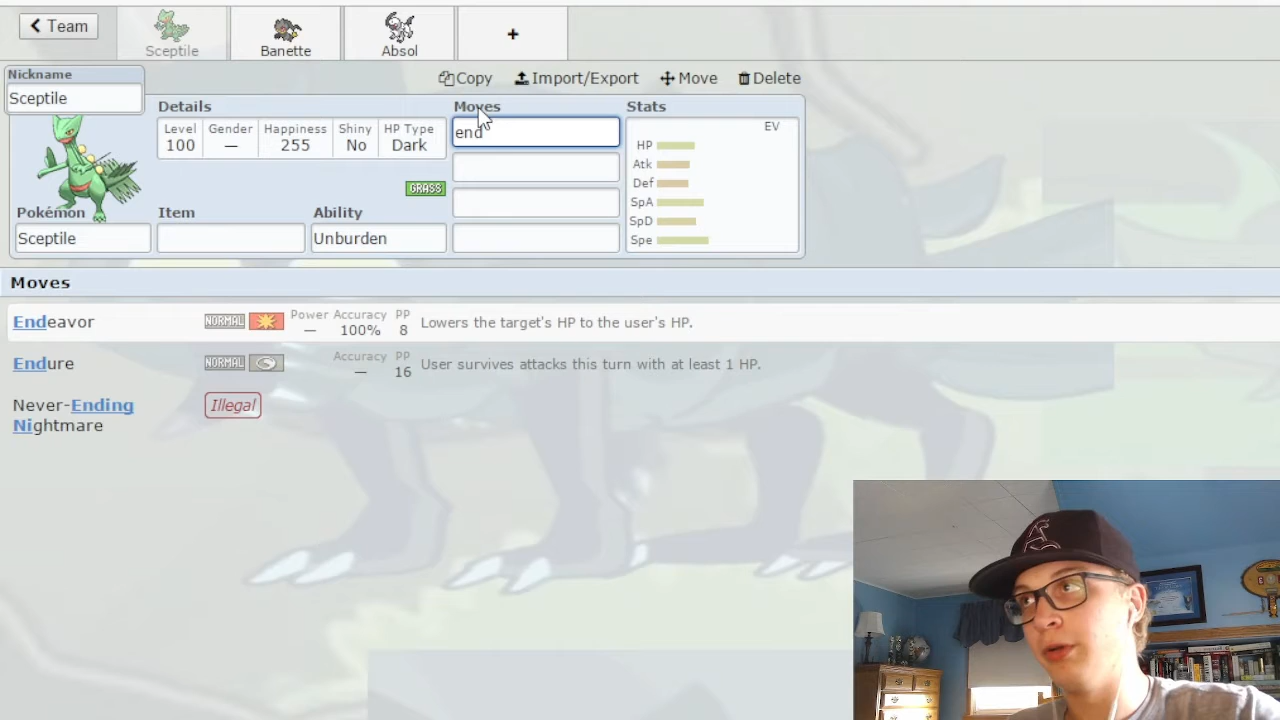 Team
Sceptile
Banette
Absol
+
Nickname
Sceptile
Copy Import/Export Move Delete
Details
Moves
Stats
Level Gender Happiness Shiny HP Type
100 — 255 No Dark
end
EV
HP
Atk
Def
SpA
SpD
Spe
GRASS
Pokémon
Item
Ability
Sceptile
Unburden
Moves
Endeavor NORMAL Power — Accuracy 100% PP 8 Lowers the target's HP to the user's HP.
Endure NORMAL Accuracy — PP 16 User survives attacks this turn with at least 1 HP.
Never-Ending Illegal
Nightmare
A